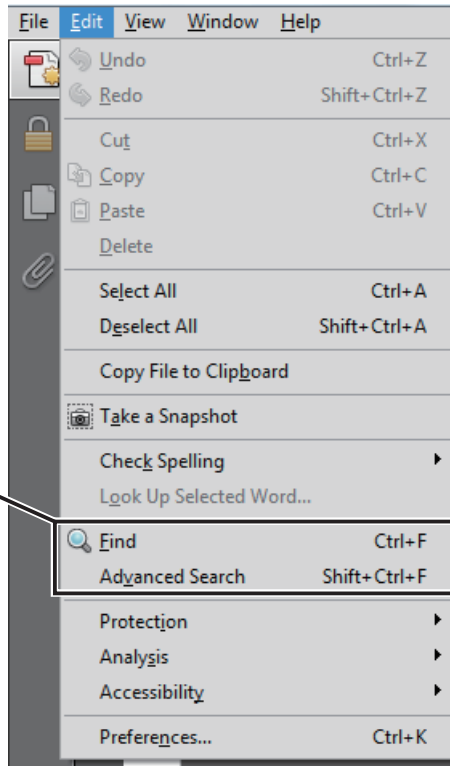 File Edit View Window Help
Undo Ctrl+Z
Redo Shift+Ctrl+Z
Cut Ctrl+X
Copy Ctrl+C
Paste Ctrl+V
Delete
Select All Ctrl+A
Deselect All Shift+Ctrl+A
Copy File to Clipboard
Take a Snapshot
Check Spelling
Look Up Selected Word...
Find Ctrl+F
Advanced Search Shift+Ctrl+F
Protection
Analysis
Accessibility
Preferences... Ctrl+K